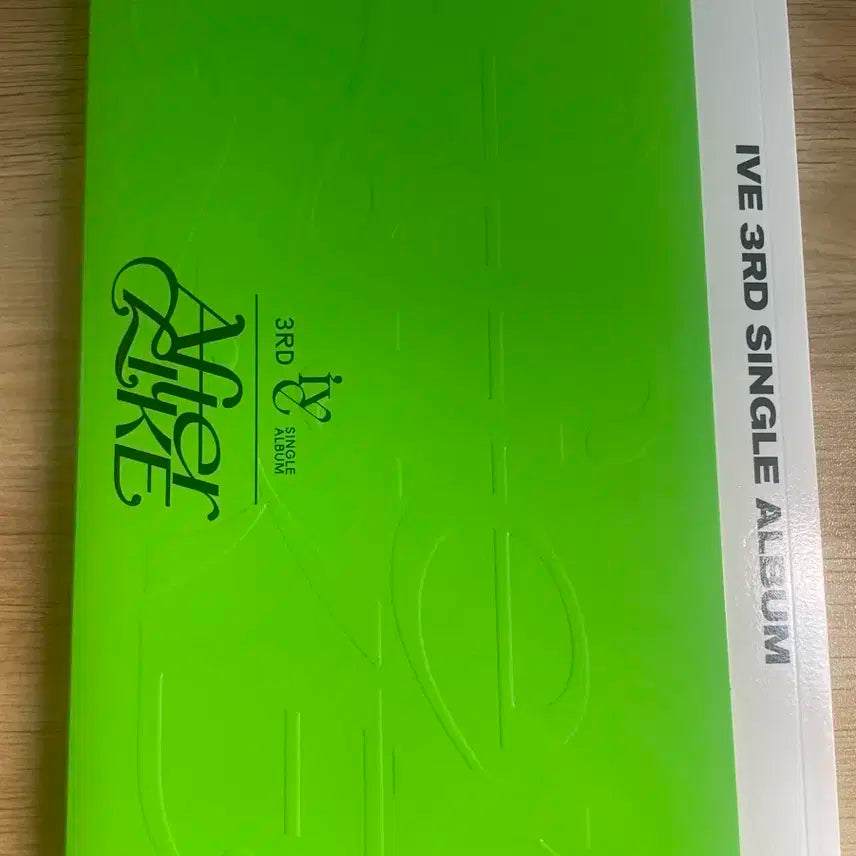 After
LIKE
3RD
IVE
SINGLE
ALBUM
IVE 3RD SINGLE ALBUM